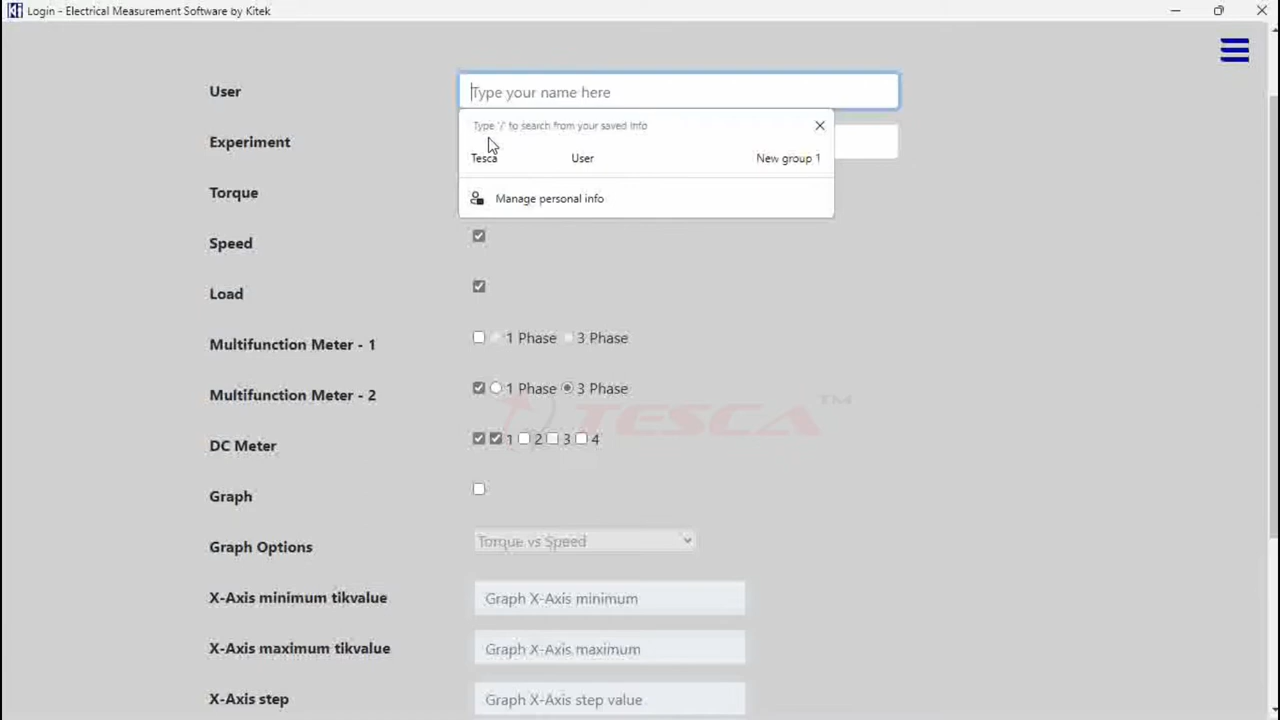 Login - Electrical Measurement Software by Kitek
User
Type your name here
Type '/' to search from your saved info
Experiment
Tesca User New group 1
Torque
Manage personal info
Speed
Load
Multifunction Meter - 1
1 Phase 3 Phase
Multifunction Meter - 2
1 Phase 3 Phase
TESCA™
DC Meter
1 2 3 4
Graph
Graph Options
Torque vs Speed
X-Axis minimum tikvalue
Graph X-Axis minimum
X-Axis maximum tikvalue
Graph X-Axis maximum
X-Axis step
Graph X-Axis step value